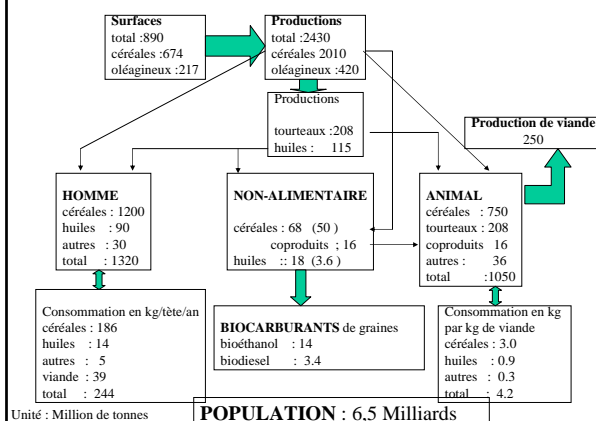 Surfaces
total :890
céréales :674
oléagineux :217
Productions
total :2430
céréales 2010
oléagineux :420
Productions
tourteaux :208
huiles : 115
Production de viande
250
HOMME
céréales : 1200
huiles : 90
autres : 30
total : 1320
NON-ALIMENTAIRE
céréales : 68 (50 )
coproduits ; 16
huiles :: 18 (3.6 )
ANIMAL
céréales : 750
tourteaux : 208
coproduits 16
autres : 36
total :1050
Consommation en kg/tète/an
céréales : 186
huiles : 14
autres : 5
viande : 39
total : 244
BIOCARBURANTS de graines
bioéthanol : 14
biodiesel : 3.4
Consommation en kg
par kg de viande
céréales : 3.0
huiles : 0.9
autres : 0.3
total : 4.2
Unité : Million de tonnes
POPULATION : 6,5 Milliards